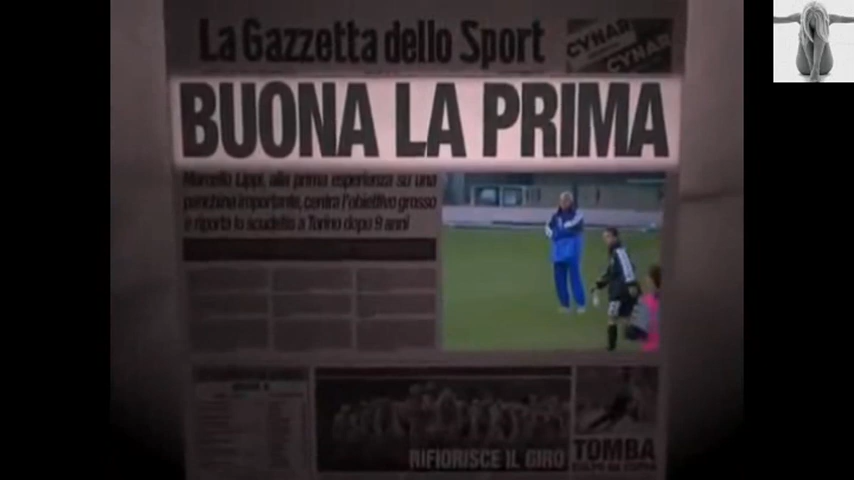 La Gazzetta dello Sport
CYNAR
CYNAR
BUONA LA PRIMA
Marcello Lippi, alla prima esperienza su una
panchina importante, centra l'obiettivo grosso
e riporta lo scudetto a Torino dopo 9 anni
RIFIORISCE IL GIRO
TOMBA